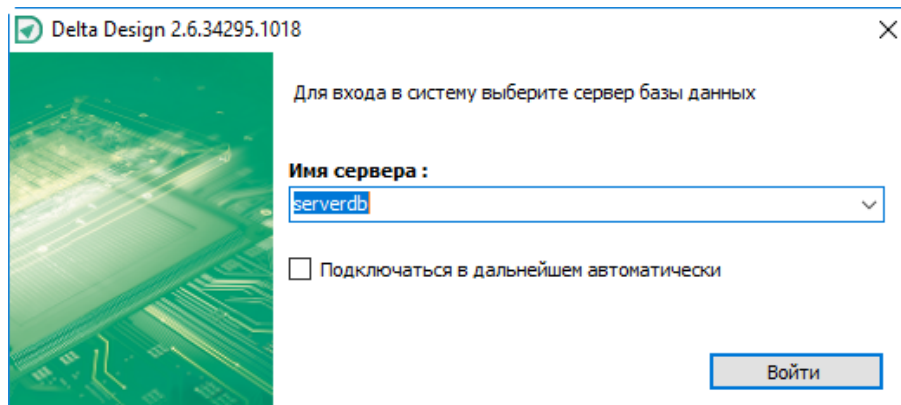 Delta Design 2.6.34295.1018
Для входа в систему выберите сервер базы данных
Имя сервера :
serverdb
Подключаться в дальнейшем автоматически
Войти